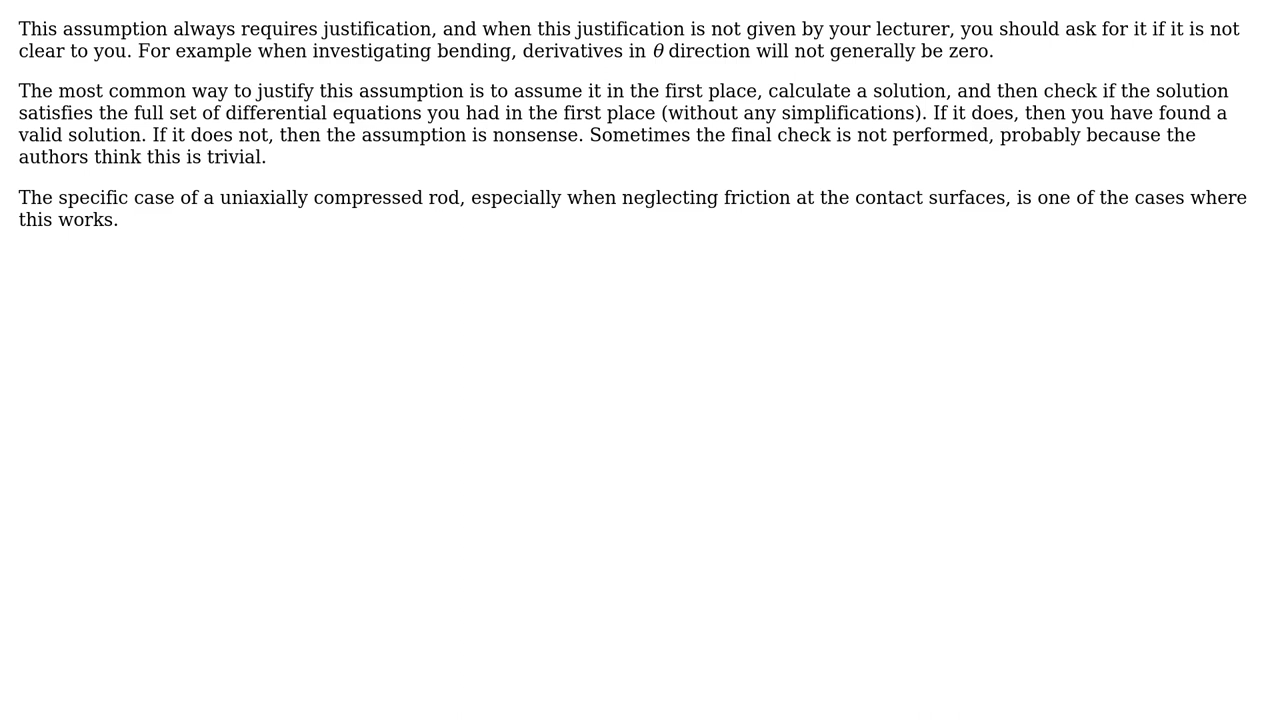 This assumption always requires justification, and when this justification is not given by your lecturer, you should ask for it if it is not
clear to you. For example when investigating bending, derivatives in θ direction will not generally be zero.
The most common way to justify this assumption is to assume it in the first place, calculate a solution, and then check if the solution
satisfies the full set of differential equations you had in the first place (without any simplifications). If it does, then you have found a
valid solution. If it does not, then the assumption is nonsense. Sometimes the final check is not performed, probably because the
authors think this is trivial.
The specific case of a uniaxially compressed rod, especially when neglecting friction at the contact surfaces, is one of the cases where
this works.